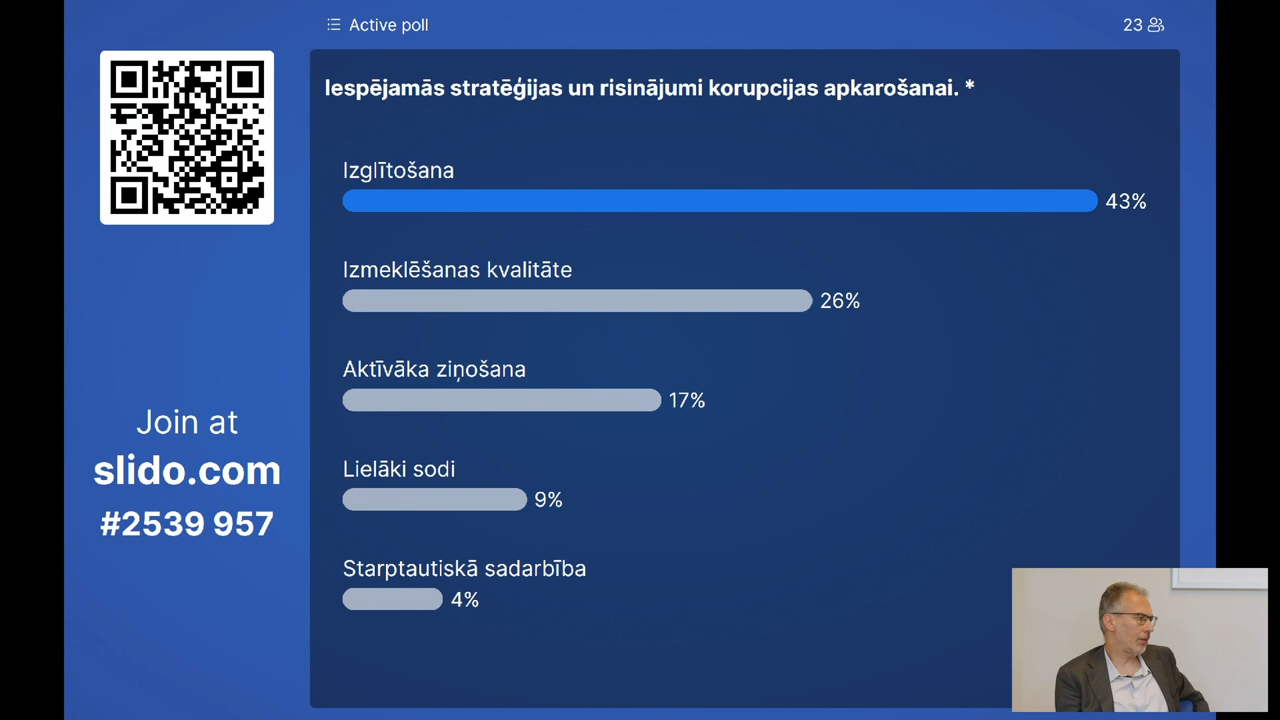 Active poll
23
Iespējamās stratēģijas un risinājumi korupcijas apkarošanai. *
Izglītošana
43%
Izmeklēšanas kvalitāte
26%
Aktīvāka ziņošana
17%
Lielāki sodi
9%
Starptautiskā sadarbība
4%
Join at
slido.com
#2539 957